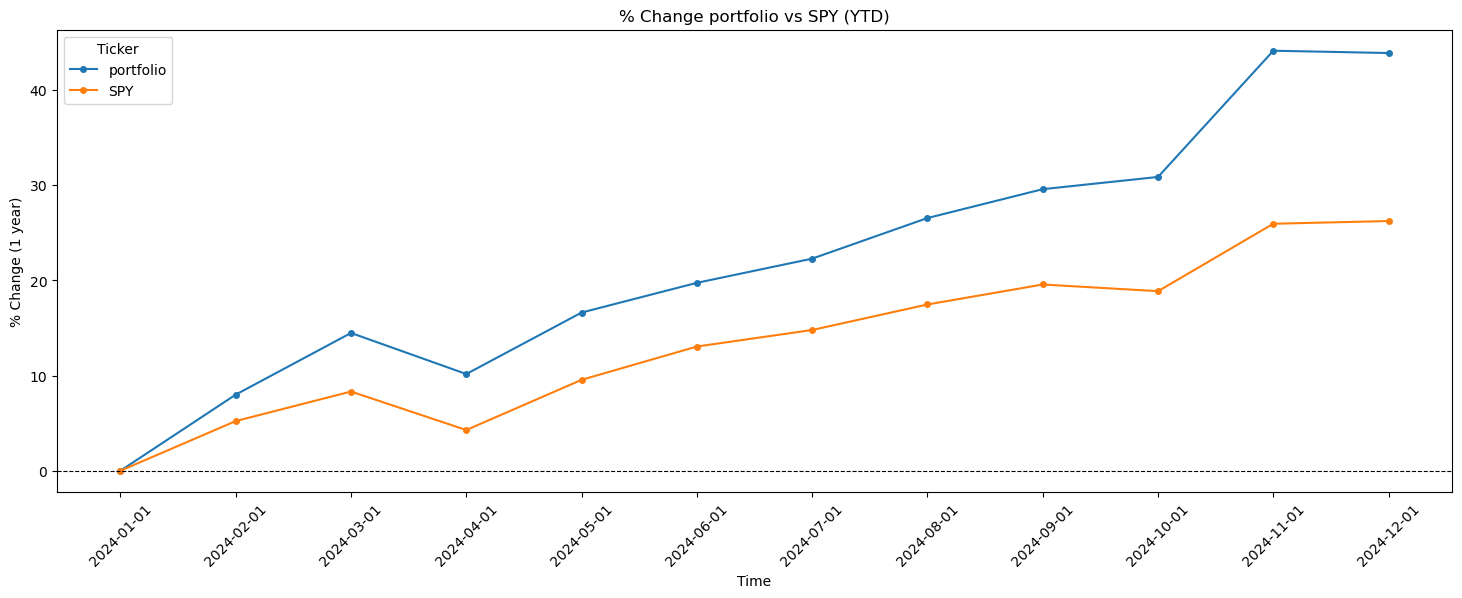 % Change portfolio vs SPY (YTD)
Ticker
portfolio
SPY
% Change (1 year)
40
30
20
10
0
2024-01-01
2024-02-01
2024-03-01
2024-04-01
2024-05-01
2024-06-01
2024-07-01
2024-08-01
2024-09-01
2024-10-01
2024-11-01
2024-12-01
Time